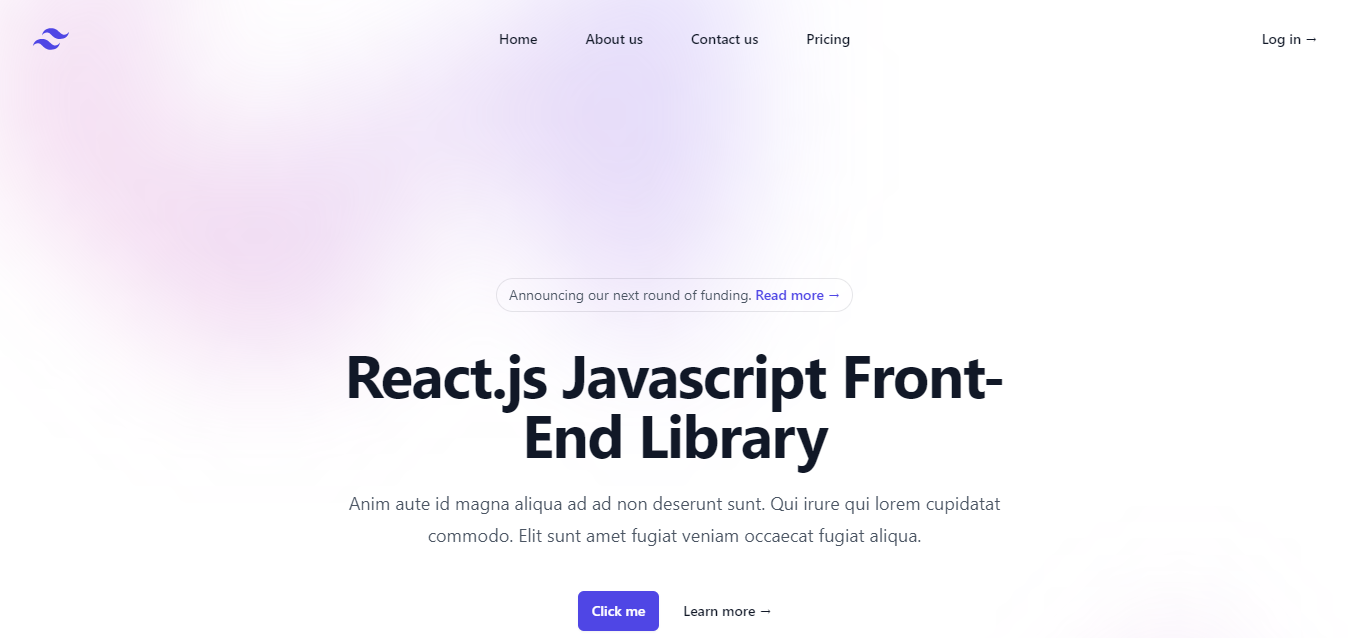 Home About us Contact us Pricing Log in →
Announcing our next round of funding. Read more →
React.js Javascript Front-
End Library
Anim aute id magna aliqua ad ad non deserunt sunt. Qui irure qui lorem cupidatat
commodo. Elit sunt amet fugiat veniam occaecat fugiat aliqua.
Click me Learn more →